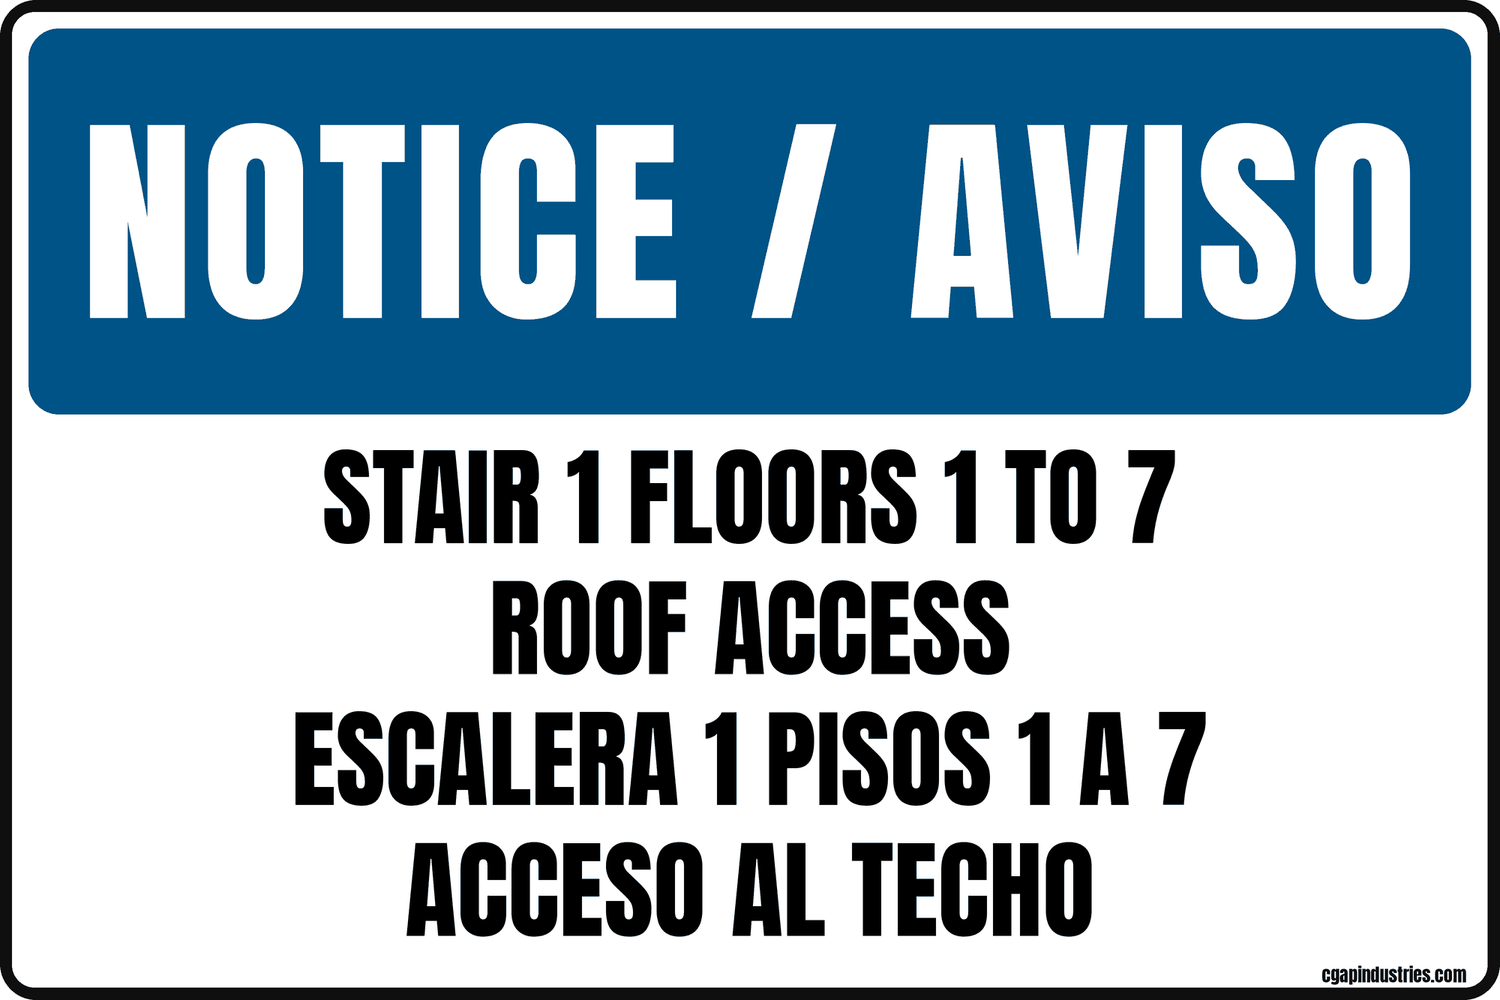 NOTICE / AVISO
STAIR 1 FLOORS 1 TO 7
ROOF ACCESS
ESCALERA 1 PISOS 1 A 7
ACCESO AL TECHO
cgapindustries.com